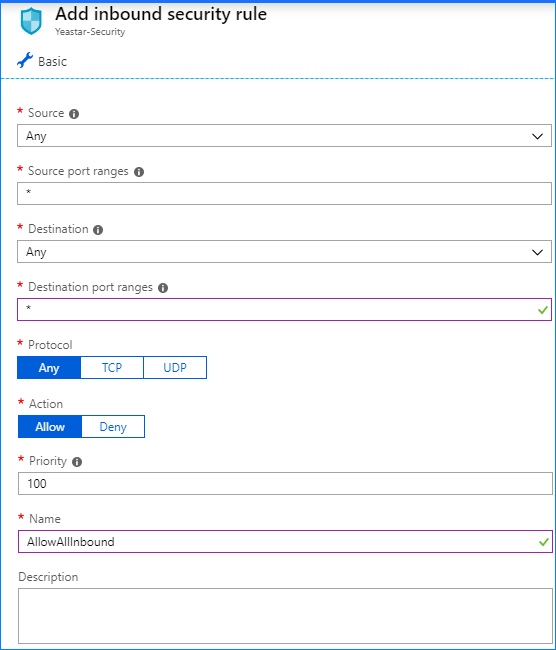 Add inbound security rule
Yeastar-Security
Basic
* Source
Any
* Source port ranges
*
* Destination
Any
* Destination port ranges
*
* Protocol
Any TCP UDP
* Action
Allow Deny
* Priority
100
* Name
AllowAllInbound
Description